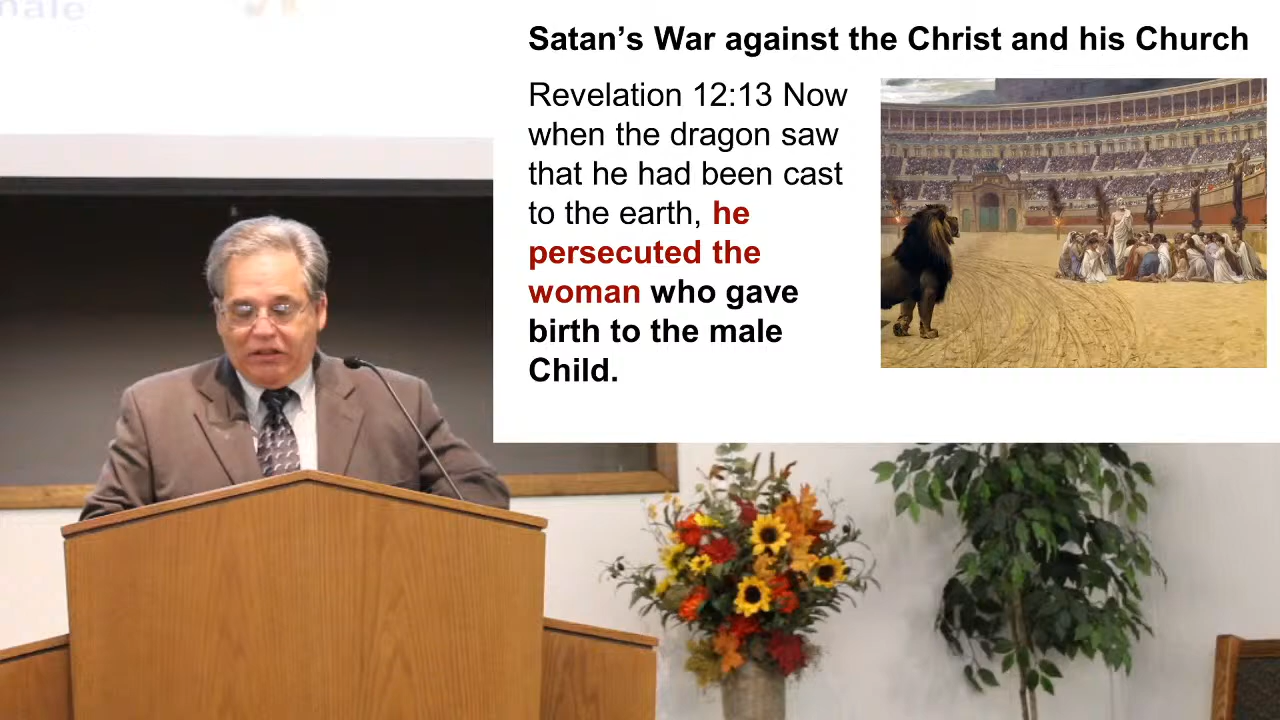 Satan’s War against the Christ and his Church
Revelation 12:13 Now
when the dragon saw
that he had been cast
to the earth, he
persecuted the
woman who gave
birth to the male
Child.